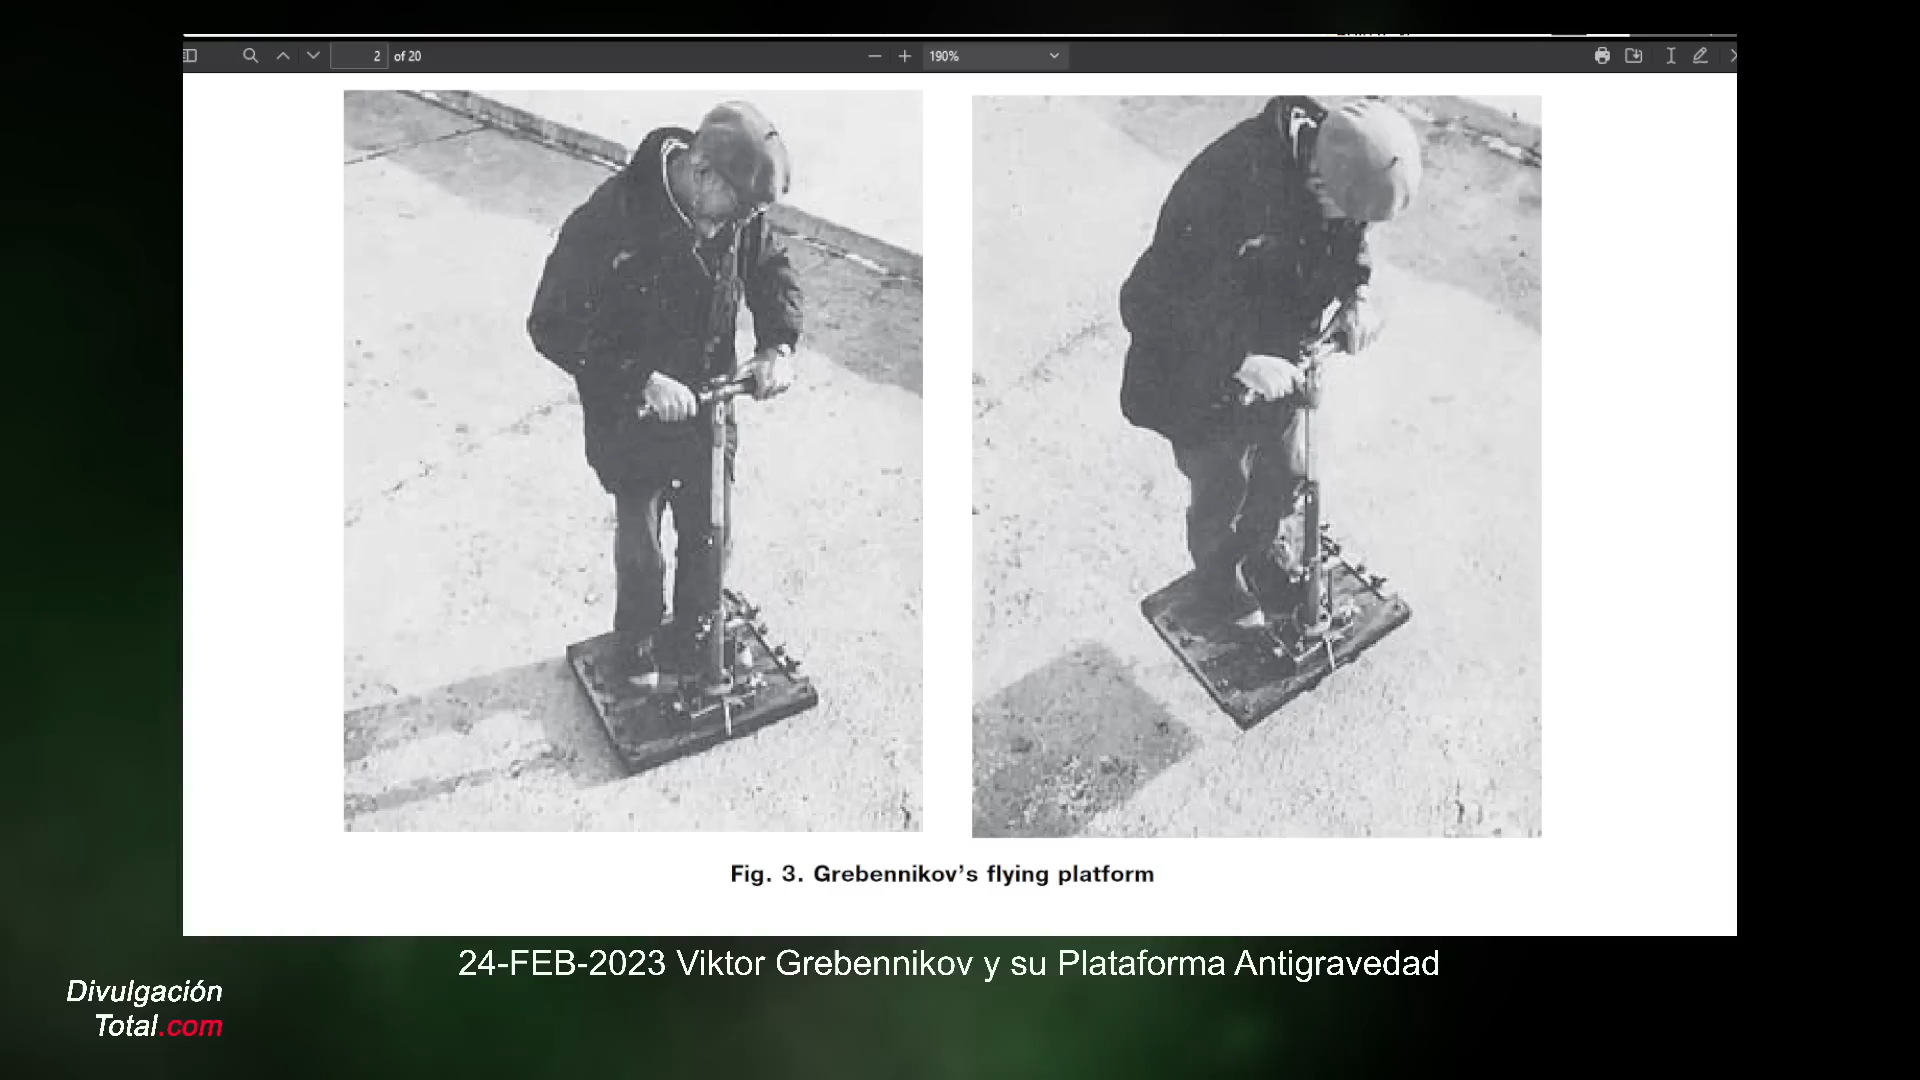 2 of 20
190%
Fig. 3. Grebennikov's flying platform
24-FEB-2023 Viktor Grebennikov y su Plataforma Antigravedad
Divulgación
Total.com